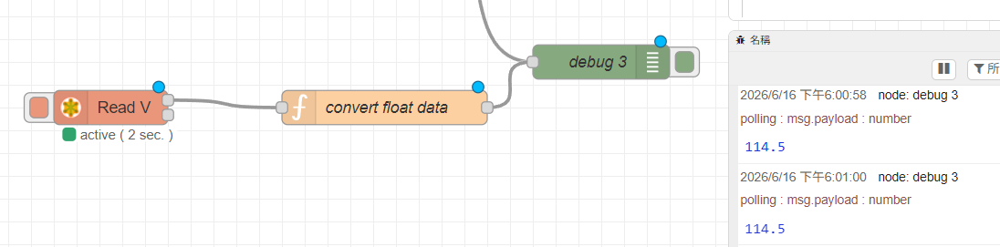 debug 3
Read V
convert float data
active ( 2 sec. )
名稱
所
2026/6/16 下午6:00:58 node: debug 3
polling : msg.payload : number
114.5
2026/6/16 下午6:01:00 node: debug 3
polling : msg.payload : number
114.5